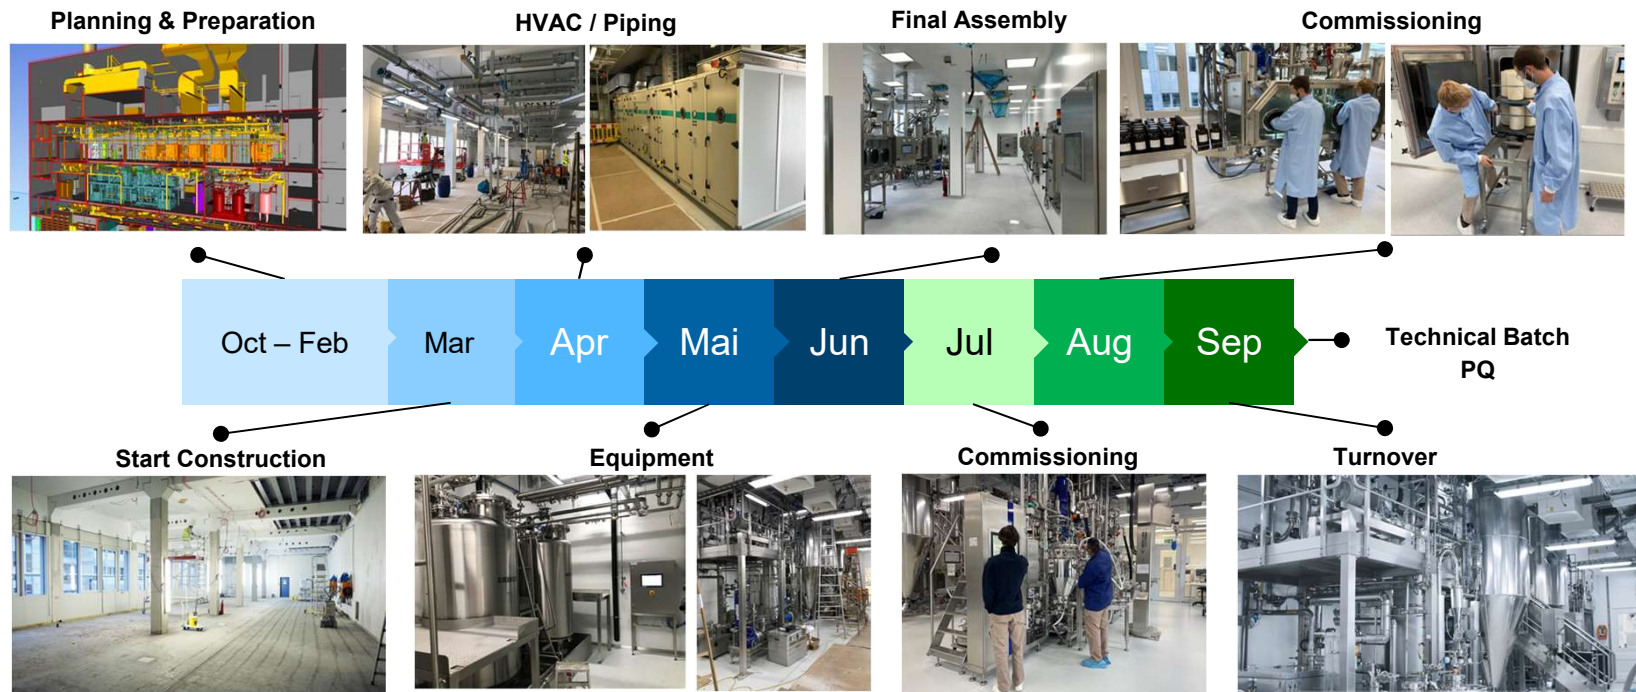 Planning & Preparation
HVAC / Piping
Final Assembly
Commissioning
Oct – Feb
Mar
Apr
Mai
Jun
Jul
Aug
Sep
Technical Batch
PQ
Start Construction
Equipment
Commissioning
Turnover